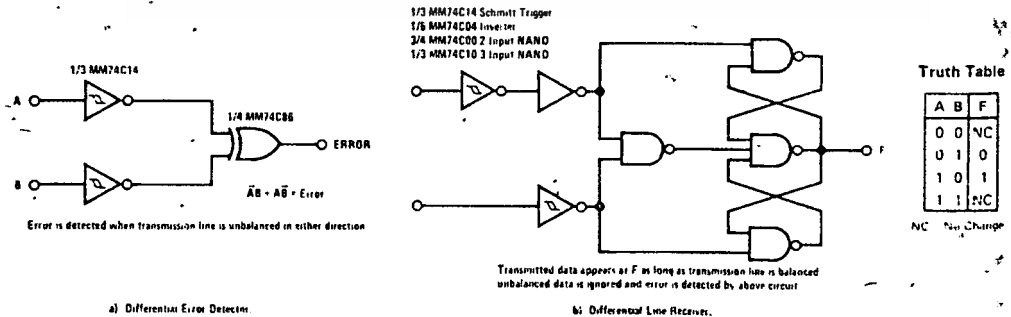 1/3 MM74C14 Schmitt Trigger
1/6 MM74C04 Inverter
3/4 MM74C00 2 Input NAND
1/3 MM74C10 3 Input NAND
1/3 MM74C14
A
1/4 MM74C86
ERROR
B
ĀB + AB̄ = Error
Error is detected when transmission line is unbalanced in either direction
a) Differential Error Detector.
F
Transmitted data appears at F as long as transmission line is balanced
unbalanced data is ignored and error is detected by above circuit
b) Differential Line Receiver.
Truth Table
A B F
0 0 NC
0 1 0
1 0 1
1 1 NC
NC No Change